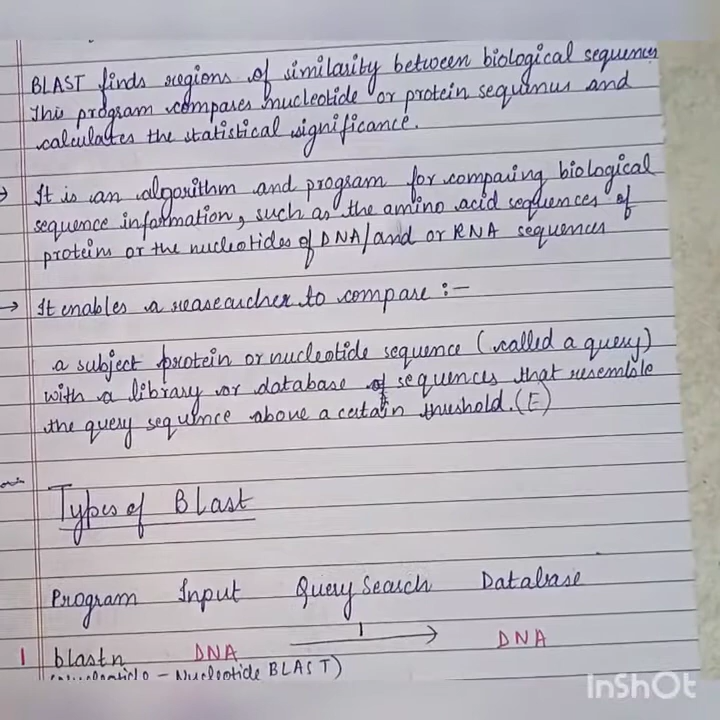 BLAST finds regions of similarity between biological sequences
This program compares nucleotide or protein sequences and
calculates the statistical significance.
→ It is an algorithm and program for comparing biological
sequence information, such as the amino acid sequences of
proteins or the nucleotides of DNA/and or RNA sequences
→ It enables a reasearcher to compare :-
a subject protein or nucleotide sequence (called a query)
with a library or database of sequences that resemble
the query sequence above a certain threshold.(E)
Types of Blast
Program Input Query Search Database
1 blastn DNA 1 → DNA
- Nucleotide BLAST)
InShOt